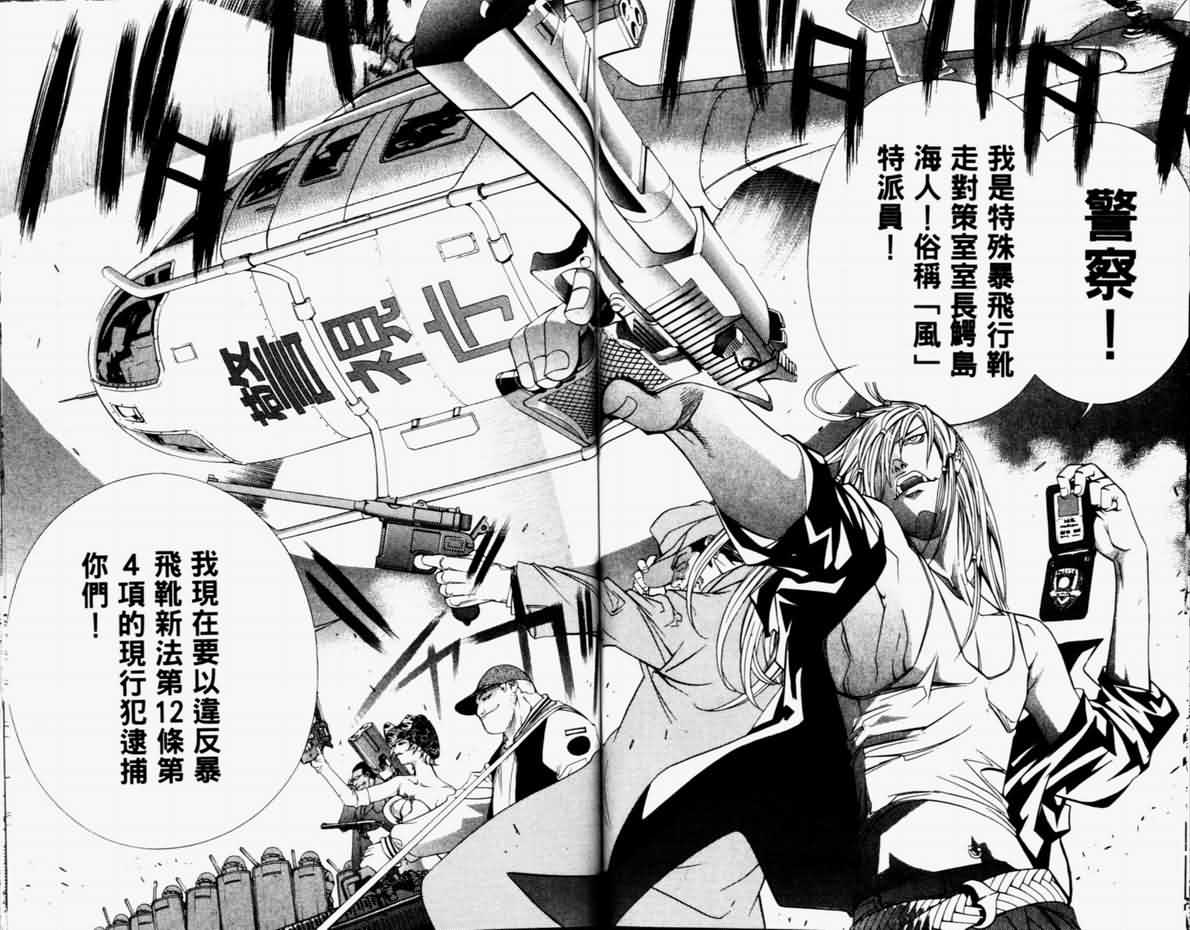 警察！
我是特殊暴飛行靴
走對策室室長鰐島
海人！俗稱「風」
特派員！
警視庁
我現在要以違反暴
飛靴新法第12條第
4項的現行犯逮捕
你們！